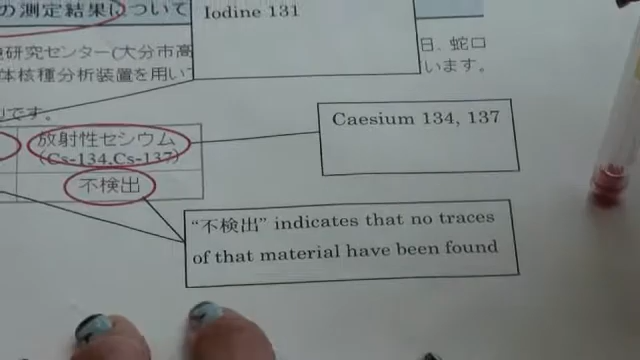 の測定結果について
Iodine 131
研究センター(大分市高
日、蛇口
体核種分析装置を用い
います。
です。
放射性セシウム
(Cs-134,Cs-137)
Caesium 134, 137
不検出
“不検出” indicates that no traces
of that material have been found